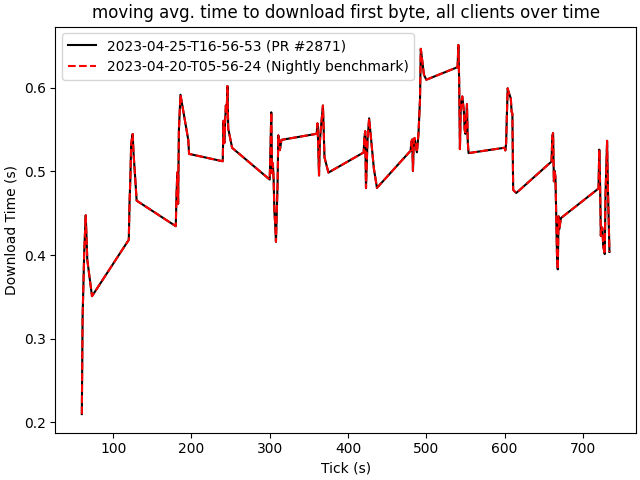 moving avg. time to download first byte, all clients over time
2023-04-25-T16-56-53 (PR #2871)
2023-04-20-T05-56-24 (Nightly benchmark)
Download Time (s)
0.6
0.5
0.4
0.3
0.2
100 200 300 400 500 600 700
Tick (s)